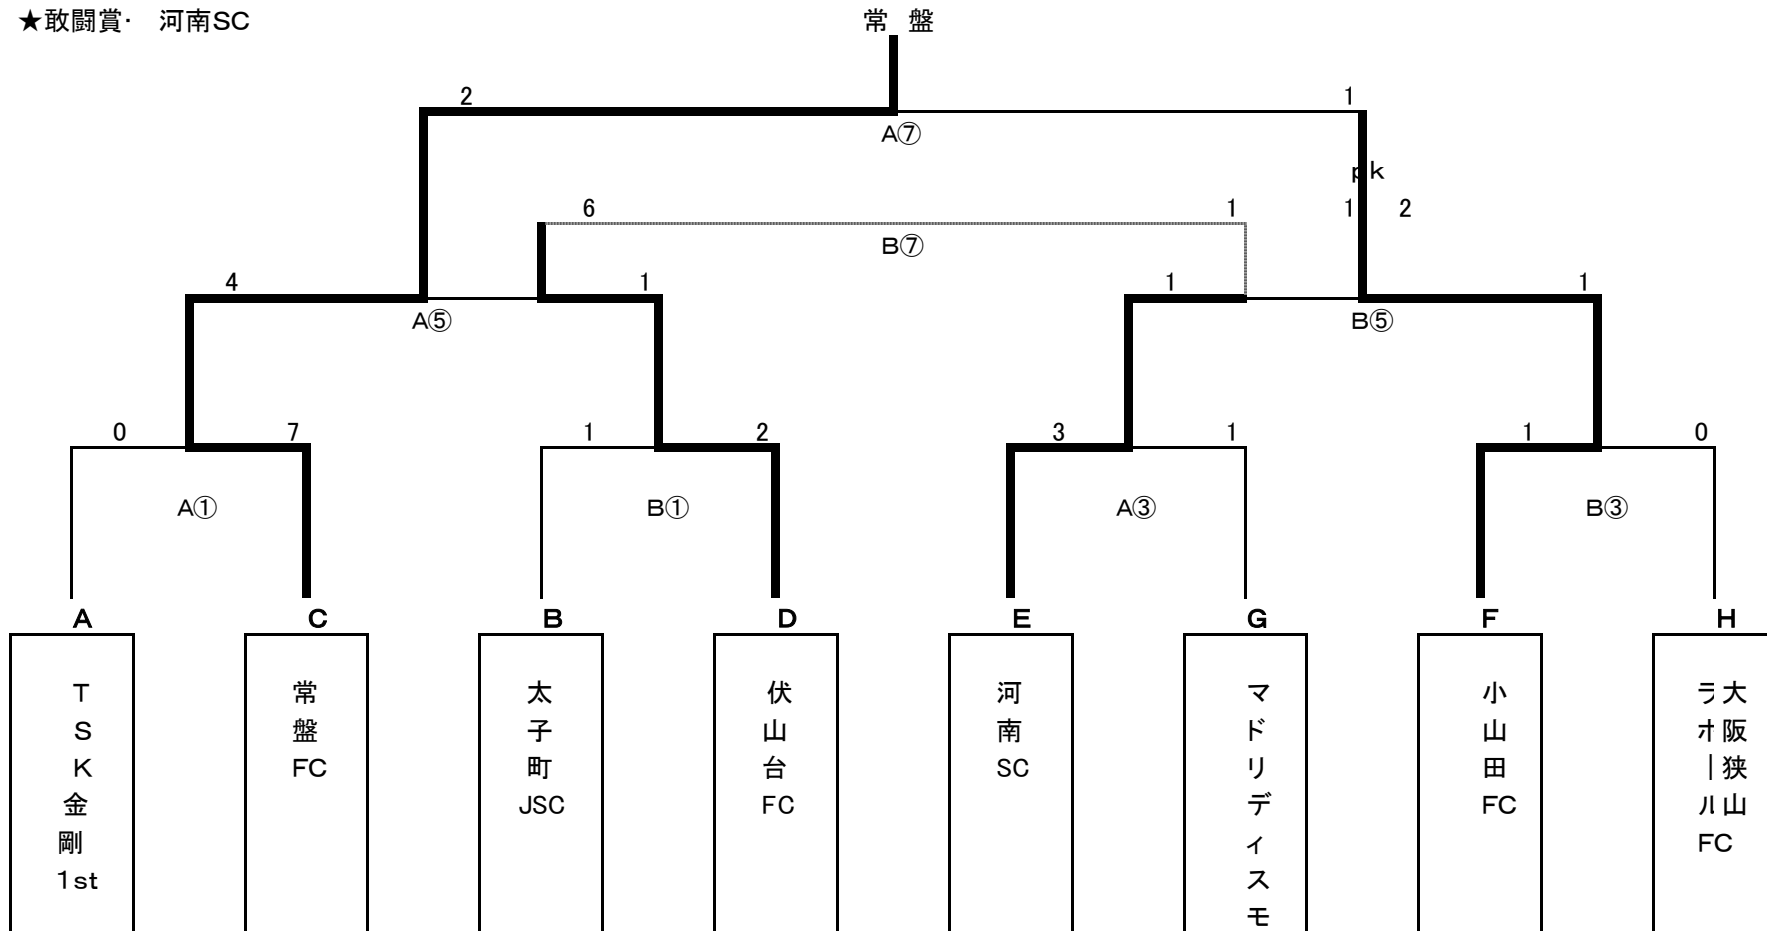 ★敢闘賞・　河南SC
常 盤
2 1
A⑦
pk
6 1 1 2
B⑦
4 1 1 1
A⑤ B⑤
0 7 1 2 3 1 1 0
A① B① A③ B③
A C B D E G F H
TSK金剛1st
常盤FC
太子町JSC
伏山台FC
河南SC
マドリディスモ
小山田FC
大阪狭山
ラボールFC